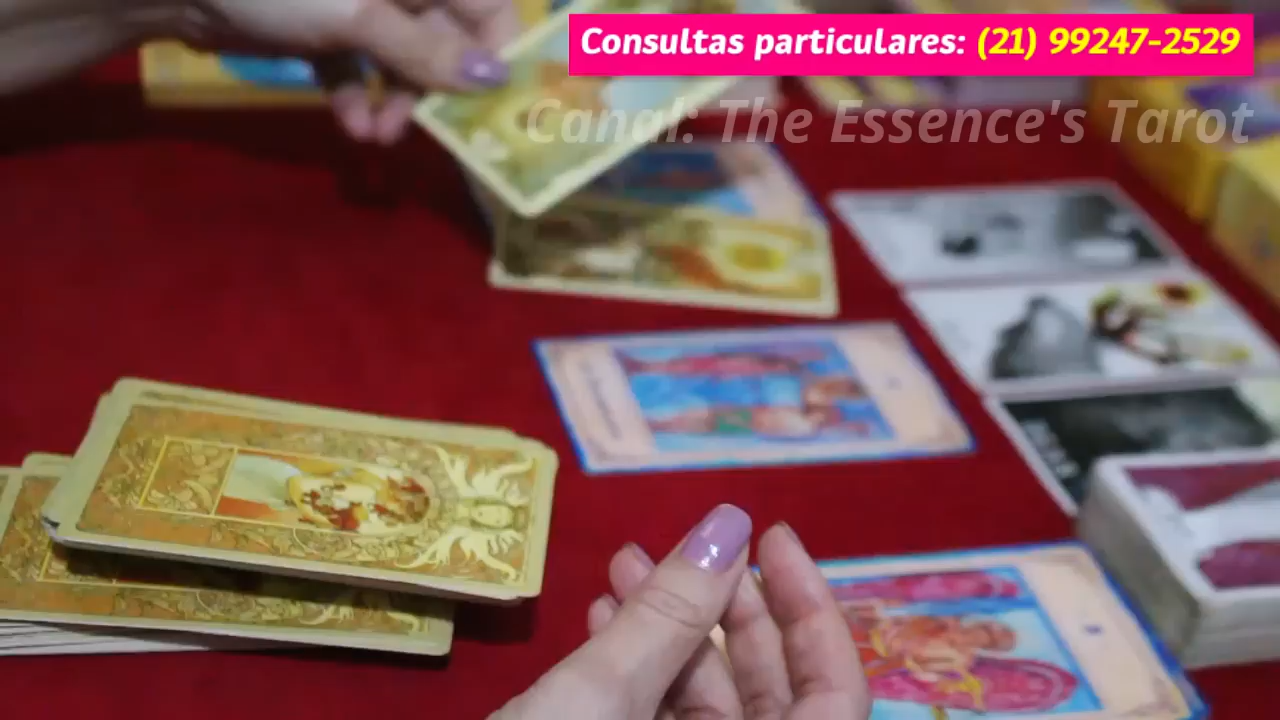 Consultas particulares: (21) 99247-2529
Canal: The Essence's Tarot